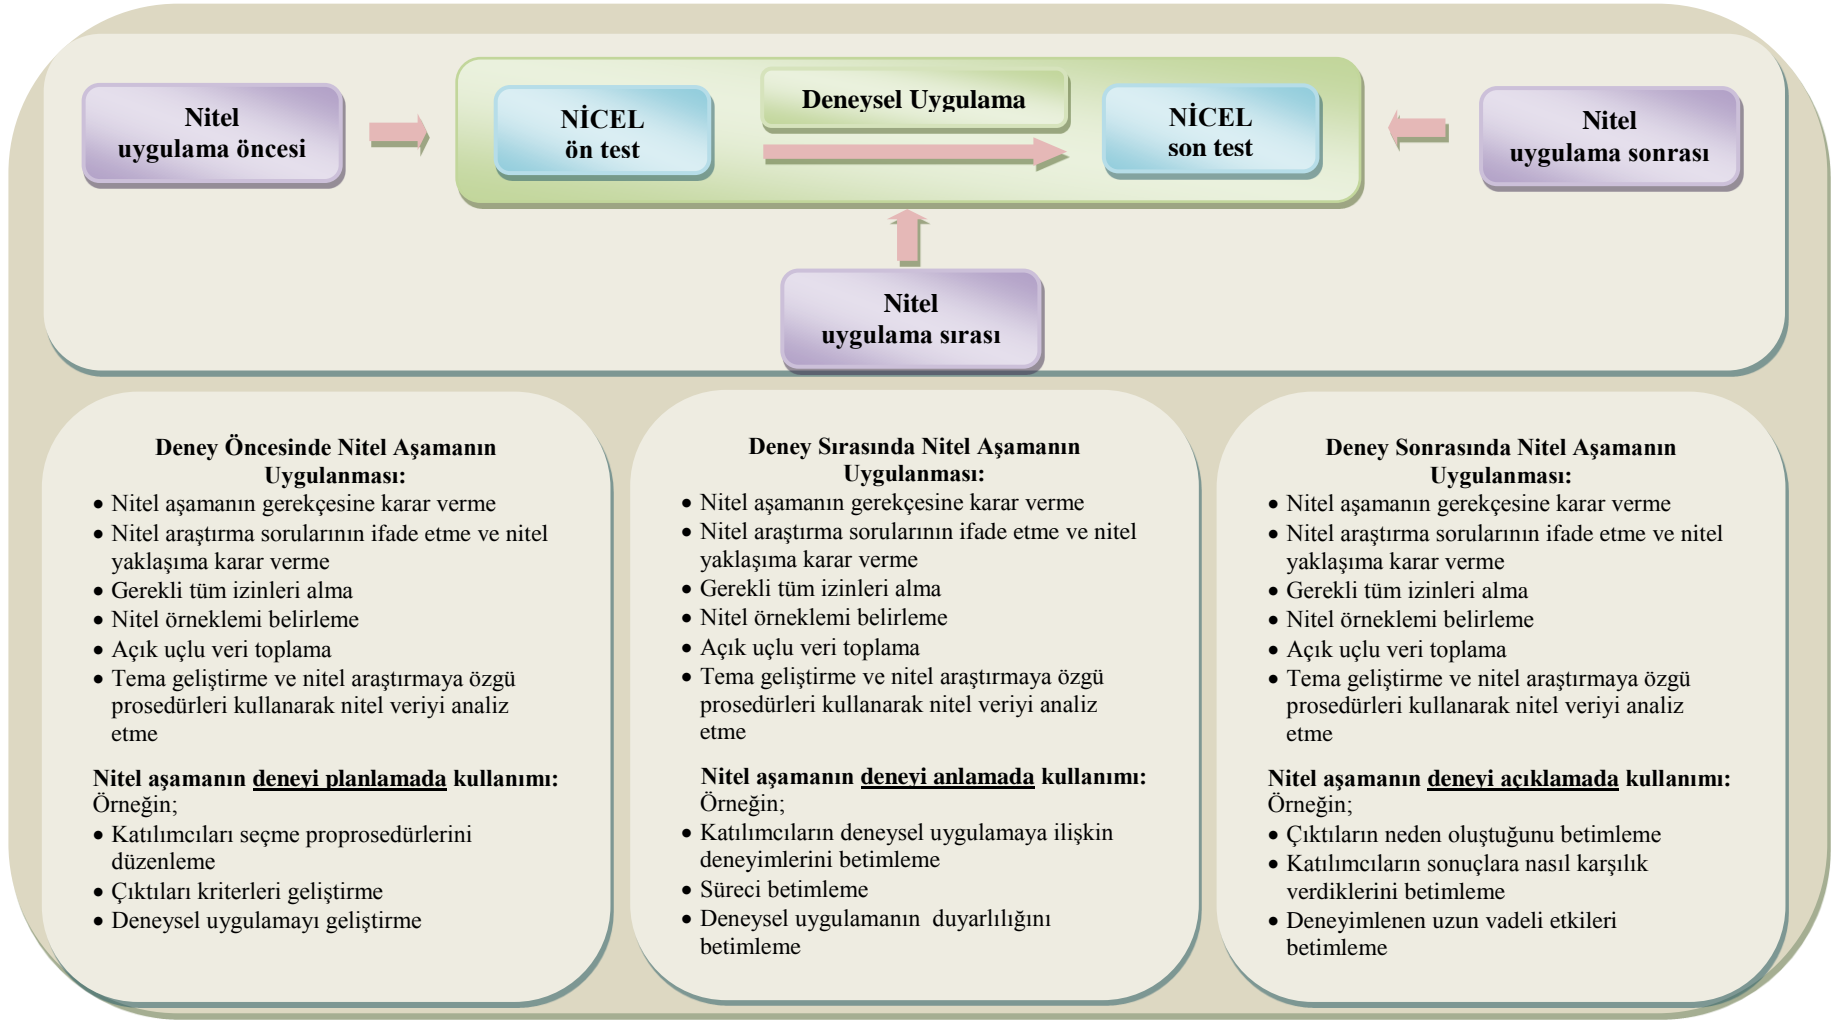 Nitel
uygulama öncesi
NİCEL
ön test
Deneysel Uygulama
NİCEL
son test
Nitel
uygulama sonrası
Nitel
uygulama sırası
Deney Öncesinde Nitel Aşamanın
Uygulanması:
• Nitel aşamanın gerekçesine karar verme
• Nitel araştırma sorularının ifade etme ve nitel
yaklaşıma karar verme
• Gerekli tüm izinleri alma
• Nitel örneklemi belirleme
• Açık uçlu veri toplama
• Tema geliştirme ve nitel araştırmaya özgü
prosedürleri kullanarak nitel veriyi analiz
etme
Nitel aşamanın deneyi planlamada kullanımı:
Örneğin;
• Katılımcıları seçme proprosedürlerini
düzenleme
• Çıktıları kriterleri geliştirme
• Deneysel uygulamayı geliştirme
Deney Sırasında Nitel Aşamanın
Uygulanması:
• Nitel aşamanın gerekçesine karar verme
• Nitel araştırma sorularının ifade etme ve nitel
yaklaşıma karar verme
• Gerekli tüm izinleri alma
• Nitel örneklemi belirleme
• Açık uçlu veri toplama
• Tema geliştirme ve nitel araştırmaya özgü
prosedürleri kullanarak nitel veriyi analiz
etme
Nitel aşamanın deneyi anlamada kullanımı:
Örneğin;
• Katılımcıların deneysel uygulamaya ilişkin
deneyimlerini betimleme
• Süreci betimleme
• Deneysel uygulamanın  duyarlılığını
betimleme
Deney Sonrasında Nitel Aşamanın
Uygulanması:
• Nitel aşamanın gerekçesine karar verme
• Nitel araştırma sorularının ifade etme ve nitel
yaklaşıma karar verme
• Gerekli tüm izinleri alma
• Nitel örneklemi belirleme
• Açık uçlu veri toplama
• Tema geliştirme ve nitel araştırmaya özgü
prosedürleri kullanarak nitel veriyi analiz
etme
Nitel aşamanın deneyi açıklamada kullanımı:
Örneğin;
• Çıktıların neden oluştuğunu betimleme
• Katılımcıların sonuçlara nasıl karşılık
verdiklerini betimleme
• Deneyimlenen uzun vadeli etkileri
betimleme